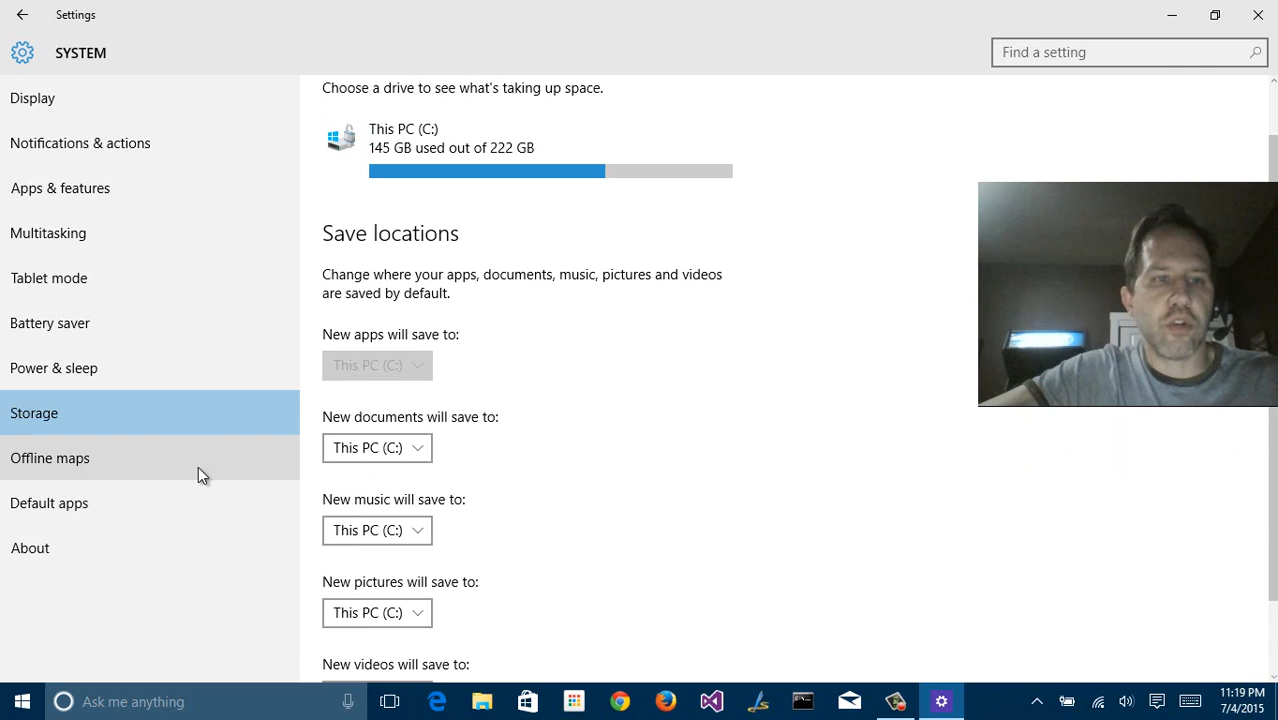 Settings
SYSTEM
Find a setting
Display
Notifications & actions
Apps & features
Multitasking
Tablet mode
Battery saver
Power & sleep
Storage
Offline maps
Default apps
About
Choose a drive to see what's taking up space.
This PC (C:)
145 GB used out of 222 GB
Save locations
Change where your apps, documents, music, pictures and videos
are saved by default.
New apps will save to:
This PC (C:)
New documents will save to:
This PC (C:)
New music will save to:
This PC (C:)
New pictures will save to:
This PC (C:)
New videos will save to:
Ask me anything
11:19 PM
7/4/2015